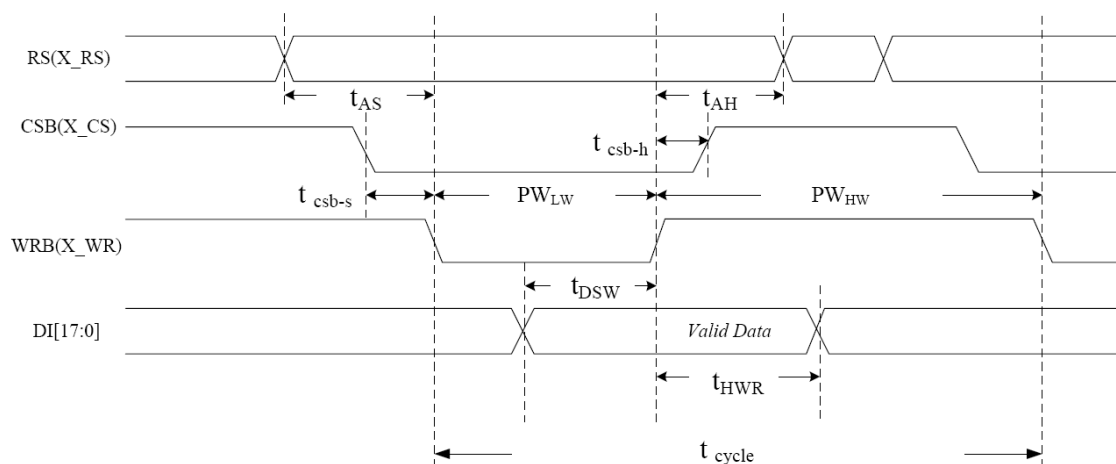 RS(X_RS)
tAS
tAH
CSB(X_CS)
t csb-h
t csb-s
PWLW
PWHW
WRB(X_WR)
tDSW
DI[17:0]
Valid Data
tHWR
t cycle